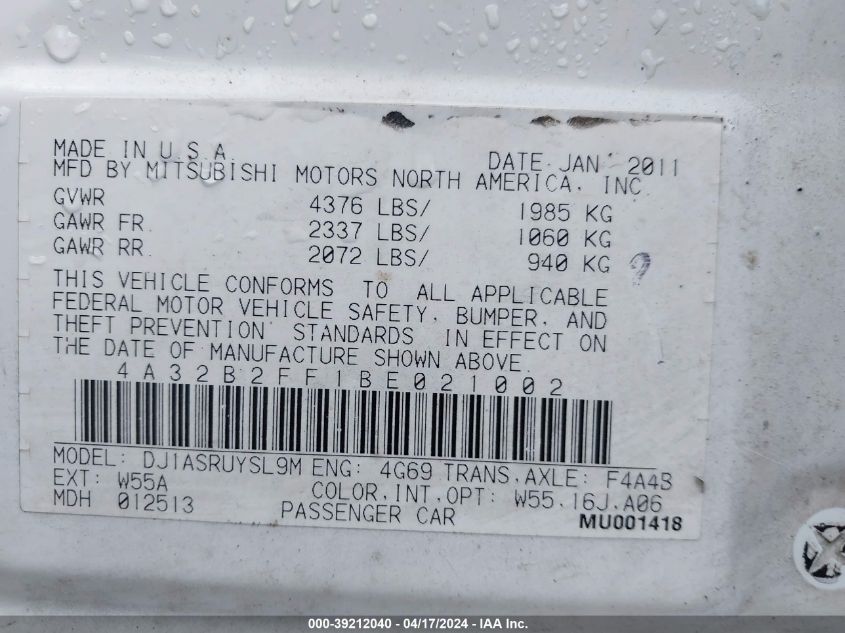 MADE IN U.S.A. DATE. JAN 2011
MFD BY MITSUBISHI MOTORS NORTH AMERICA, INC
GVWR 4376 LBS/ 1985 KG
GAWR FR. 2337 LBS/ 1060 KG
GAWR RR. 2072 LBS/ 940 KG
THIS VEHICLE CONFORMS TO ALL APPLICABLE
FEDERAL MOTOR VEHICLE SAFETY, BUMPER, AND
THEFT PREVENTION STANDARDS IN EFFECT ON
THE DATE OF MANUFACTURE SHOWN ABOVE.
4A32B2FF1BE021002
MODEL: DJ1ASRUYSL9M ENG: 4G69 TRANS,AXLE: F4A4B
EXT: W55A COLOR,INT,OPT: W55,16J,A06
MDH 012513 PASSENGER CAR MU001418
000-39212040 - 04/17/2024 - IAA Inc.